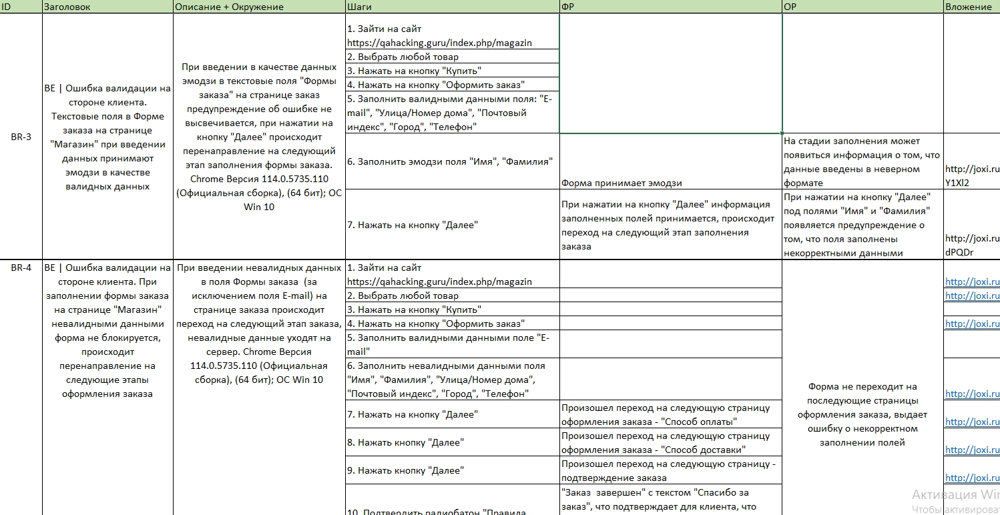 ID
Заголовок
Описание + Окружение
Шаги
ФР
ОР
Вложение
BR-3
BE | Ошибка валидации на
стороне клиента.
Текстовые поля в Форме
заказа на странице
"Магазин" при введении
данных принимают
эмодзи в качестве
валидных данных
При введении в качестве данных
эмодзи в текстовые поля "Формы
заказа" на странице заказ
предупреждение об ошибке не
высвечивается, при нажатии на
кнопку "Далее" происходит
перенаправление на следующий
этап заполнения формы заказа.
Chrome Версия 114.0.5735.110
(Официальная сборка), (64 бит); ОС
Win 10
1. Зайти на сайт
https://qahacking.guru/index.php/magazin
2. Выбрать любой товар
3. Нажать на кнопку "Купить"
4. Нажать на кнопку "Оформить заказ"
5. Заполнить валидными данными поля: "E-
mail", "Улица/Номер дома", "Почтовый
индекс", "Город", "Телефон"
6. Заполнить эмодзи поля "Имя", "Фамилия"
Форма принимает эмодзи
На стадии заполнения может
появиться информация о том, что
данные введены в неверном
формате
http://joxi.ru
Y1Xl2
7. Нажать на кнопку "Далее"
При нажатии на кнопку "Далее" информация
заполненных полей принимается, происходит
переход на следующий этап заполнения
заказа
При нажатии на кнопку "Далее"
под полями "Имя" и "Фамилия"
появляется предупреждение о
том, что поля заполнены
некорректными данными
http://joxi.ru
dPQDr
BR-4
BE | Ошибка валидации на
стороне клиента. При
заполнении формы заказа
на странице "Магазин"
невалидными данными
форма не блокируется,
происходит
перенаправление на
следующие этапы
оформления заказа
При введении невалидных данных
в поля Формы заказа (за
исключением поля E-mail) на
странице заказа происходит
переход на следующий этап заказа,
невалидные данные уходят на
сервер. Chrome Версия
114.0.5735.110 (Официальная
сборка), (64 бит); ОС Win 10
1. Зайти на сайт
https://qahacking.guru/index.php/magazin
http://joxi.ru
2. Выбрать любой товар
http://joxi.ru
3. Нажать на кнопку "Купить"
4. Нажать на кнопку "Оформить заказ"
http://joxi.ru
5. Заполнить валидными данными поле "E-
mail"
6. Заполнить невалидными данными поля
"Имя", "Фамилия", "Улица/Номер дома",
"Почтовый индекс", "Город", "Телефон"
http://joxi.ru
7. Нажать на кнопку "Далее"
Произошел переход на следующую страницу
оформления заказа - "Способ оплаты"
http://joxi.ru
8. Нажать кнопку "Далее"
Произошел переход на следующую страницу
оформления заказа - "Способ доставки"
http://joxi.ru
9. Нажать кнопку "Далее"
Произошел переход на следующую страницу -
подтверждение заказа
http://joxi.ru
Форма не переходит на
последующие страницы
оформления заказа, выдает
ошибку о некорректном
заполнении полей
10. Подтвердить радиобатон "Правила
"Заказ завершен" с текстом "Спасибо за
заказ", что подтверждает для клиента, что
Активация Win
Чтобы активироват